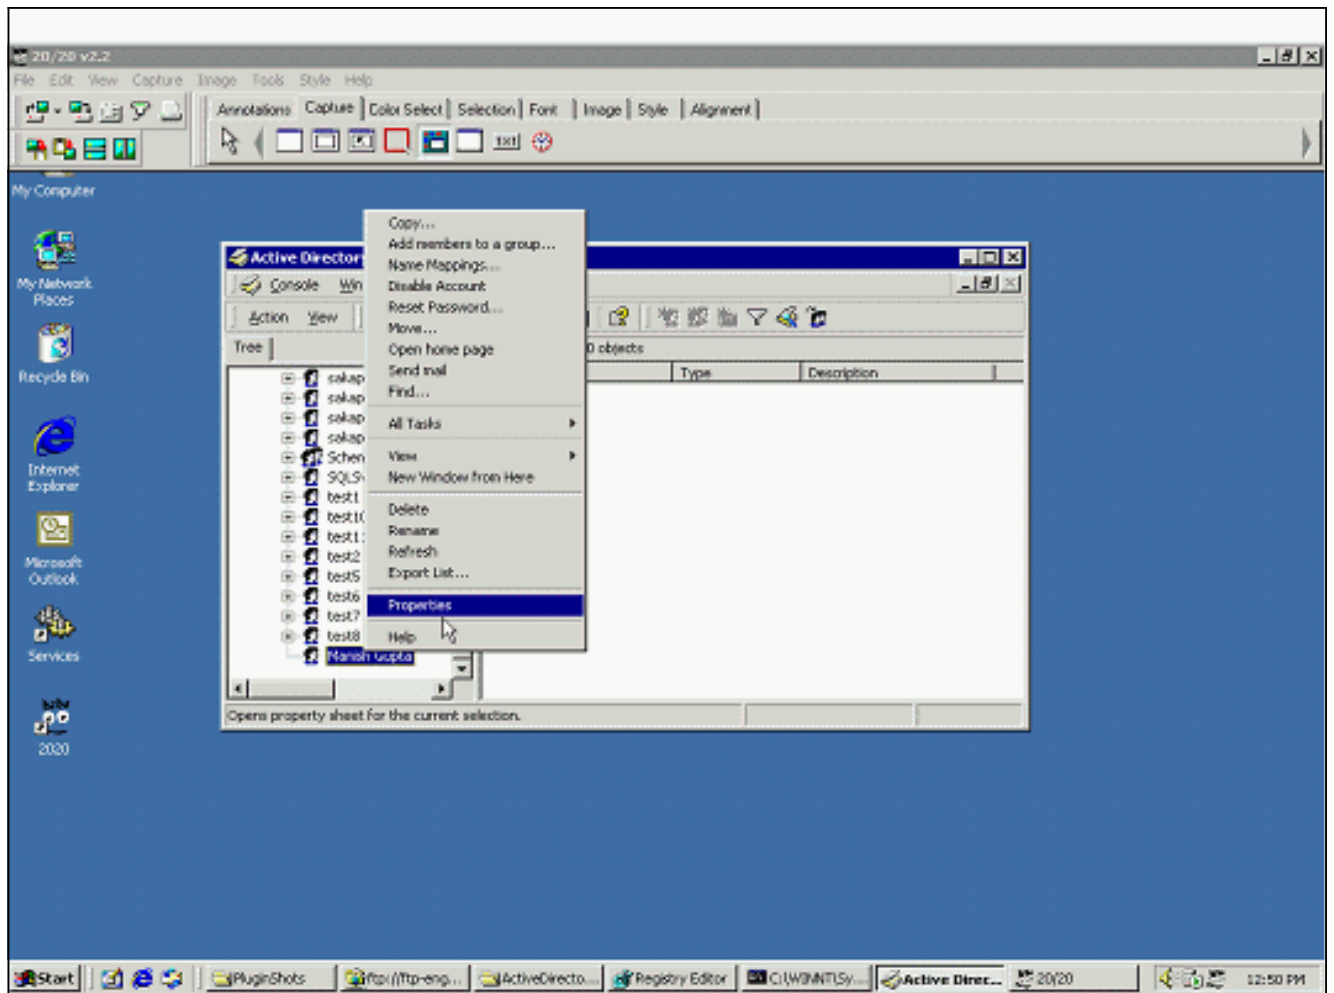 20/20 v2.2
File Edit View Capture Image Tools Style Help
Annotations Capture Color Select Selection Font Image Style Alignment
My Computer
My Network
Places
Recycle Bin
Internet
Explorer
Microsoft
Outlook
Services
2020
Active Director
Console Win
Action View
Tree
0 objects
Type Description
sakap
sakap
sakap
sakap
Schen
SQLS
test1
test10
test1
test2
test5
test6
test7
test8
Manish Gupta
Copy...
Add members to a group...
Name Mappings...
Disable Account
Reset Password...
Move...
Open home page
Send mail
Find...
All Tasks
View
New Window from Here
Delete
Rename
Refresh
Export List...
Properties
Help
Opens property sheet for the current selection.
Start PluginShots ftp://ftp-eng... ActiveDirecto... Registry Editor C:\WINNT\Sy... Active Direc... 20/20 12:50 PM